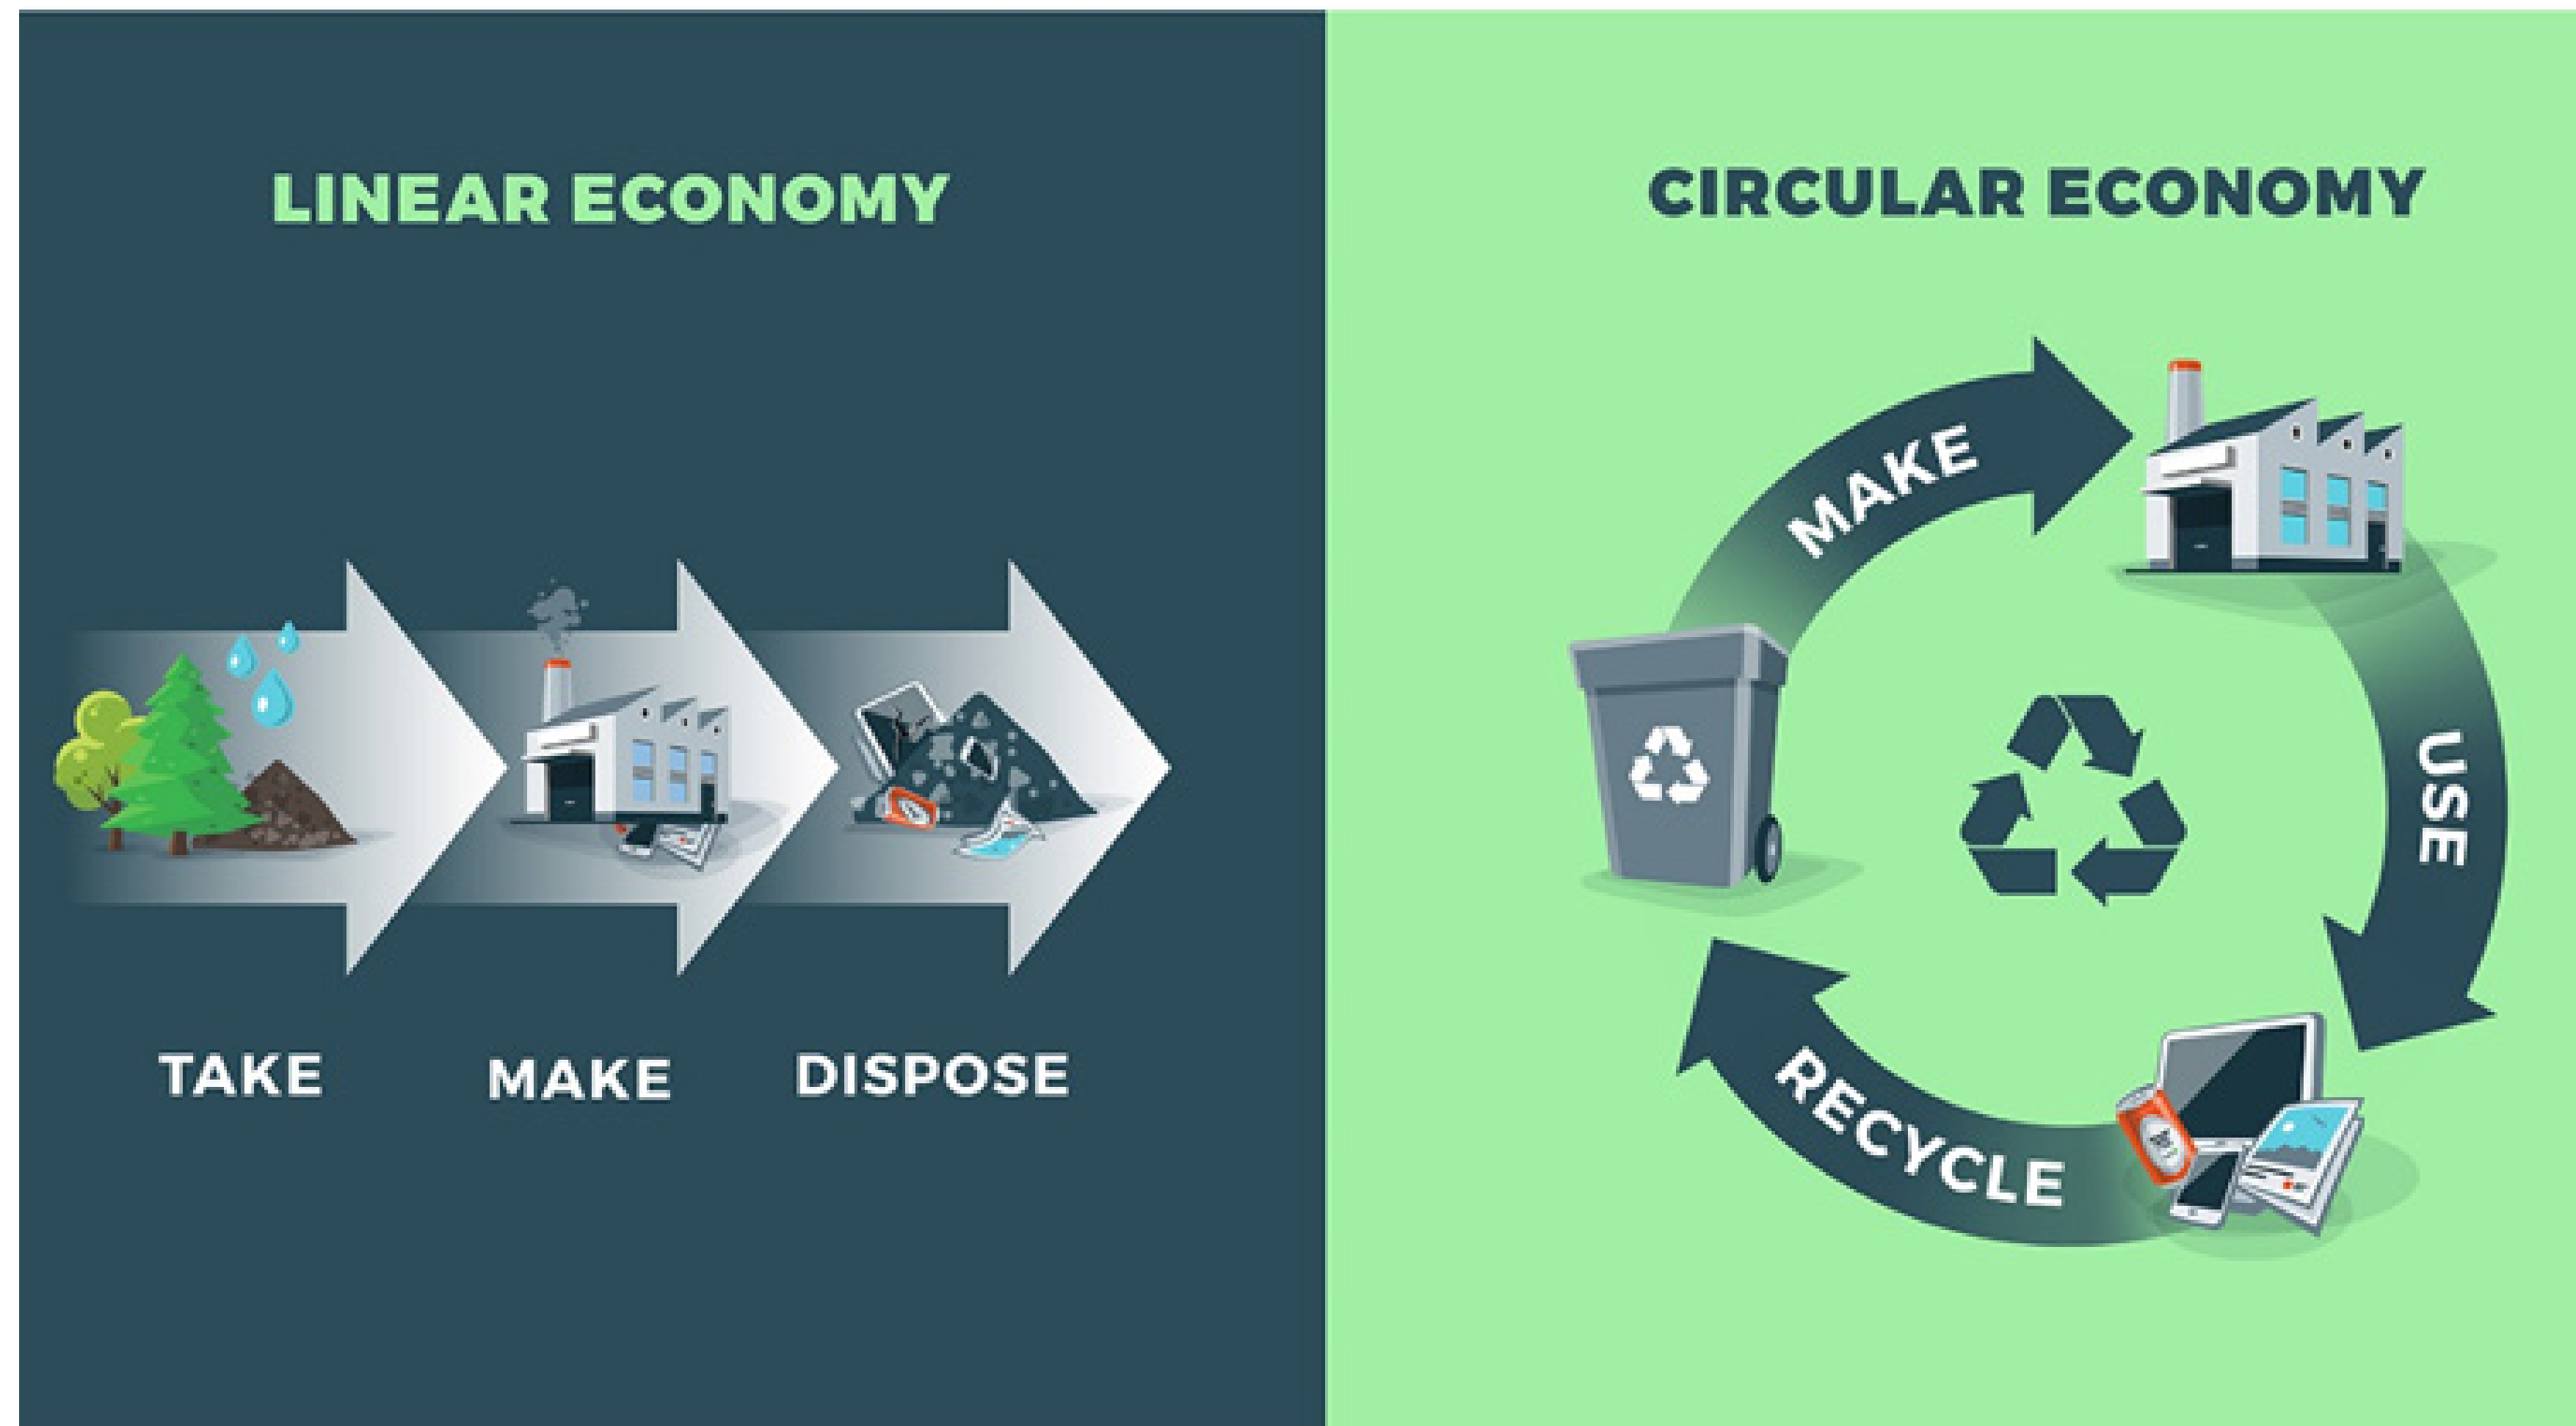 LINEAR ECONOMY
TAKE
MAKE
DISPOSE
CIRCULAR ECONOMY
MAKE
USE
RECYCLE